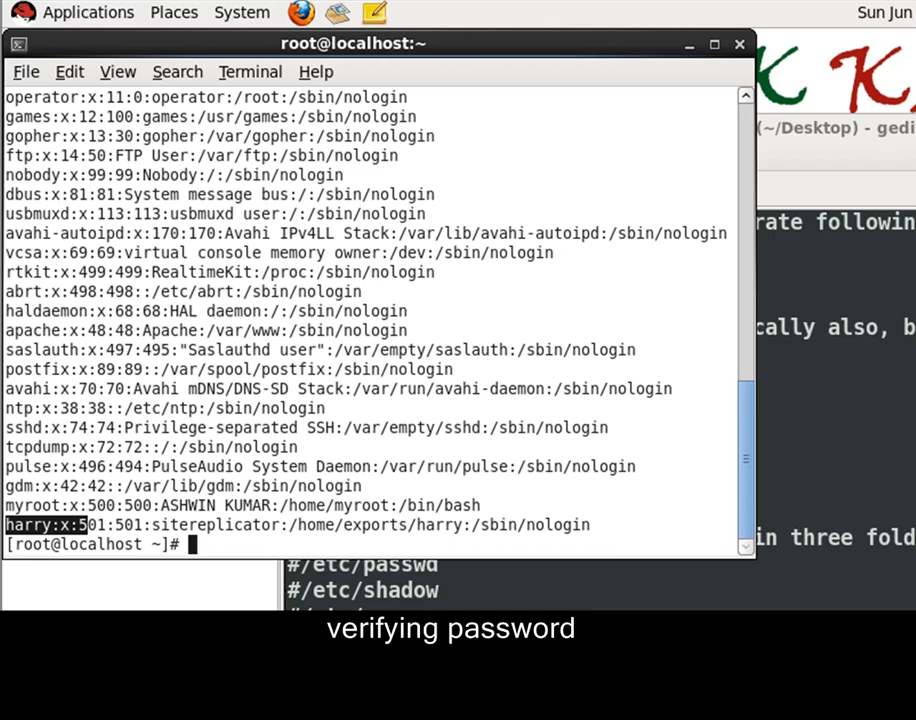 Applications Places System Sun Jun
root@localhost:~
File Edit View Search Terminal Help
K K
(~/Desktop) - gedi
operator:x:11:0:operator:/root:/sbin/nologin
games:x:12:100:games:/usr/games:/sbin/nologin
gopher:x:13:30:gopher:/var/gopher:/sbin/nologin
ftp:x:14:50:FTP User:/var/ftp:/sbin/nologin
nobody:x:99:99:Nobody:/:/sbin/nologin
dbus:x:81:81:System message bus:/:/sbin/nologin
usbmuxd:x:113:113:usbmuxd user:/:/sbin/nologin
avahi-autoipd:x:170:170:Avahi IPv4LL Stack:/var/lib/avahi-autoipd:/sbin/nologin
vcsa:x:69:69:virtual console memory owner:/dev:/sbin/nologin
rtkit:x:499:499:RealtimeKit:/proc:/sbin/nologin
abrt:x:498:498::/etc/abrt:/sbin/nologin
haldaemon:x:68:68:HAL daemon:/:/sbin/nologin
apache:x:48:48:Apache:/var/www:/sbin/nologin
saslauth:x:497:495:"Saslauthd user":/var/empty/saslauth:/sbin/nologin
postfix:x:89:89::/var/spool/postfix:/sbin/nologin
avahi:x:70:70:Avahi mDNS/DNS-SD Stack:/var/run/avahi-daemon:/sbin/nologin
ntp:x:38:38::/etc/ntp:/sbin/nologin
sshd:x:74:74:Privilege-separated SSH:/var/empty/sshd:/sbin/nologin
tcpdump:x:72:72::/:/sbin/nologin
pulse:x:496:494:PulseAudio System Daemon:/var/run/pulse:/sbin/nologin
gdm:x:42:42::/var/lib/gdm:/sbin/nologin
myroot:x:500:500:ASHWIN KUMAR:/home/myroot:/bin/bash
harry:x:501:501:sitereplicator:/home/exports/harry:/sbin/nologin
[root@localhost ~]#
rate followin
cally also, b
in three fold
#/etc/passwd
#/etc/shadow
verifying password